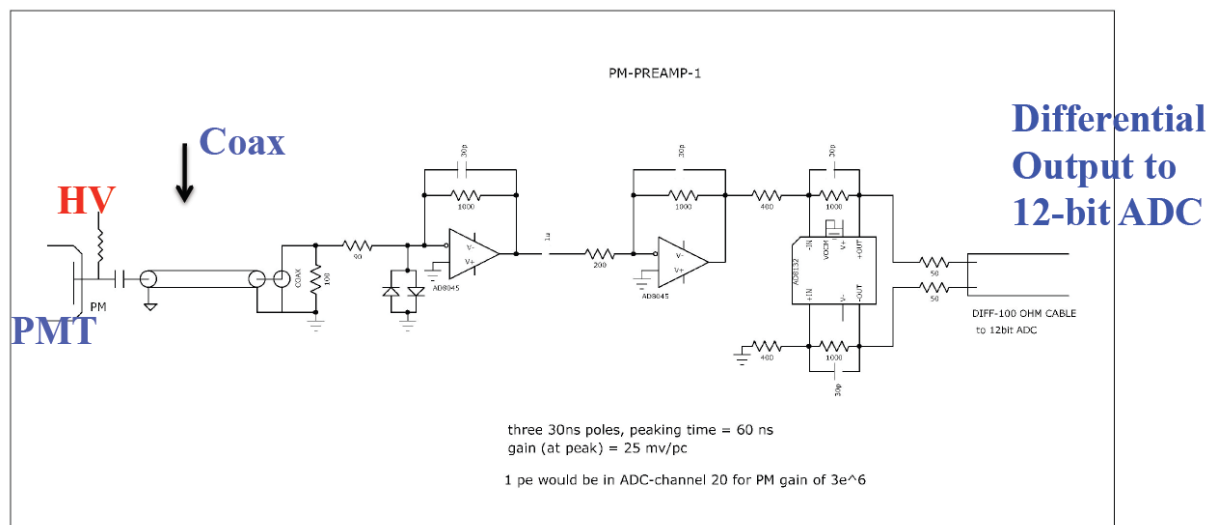 PM-PREAMP-1
Differential
Output to
12-bit ADC
Coax
HV
PMT
PM
COAX
100
90
30p
1000
V-
V+
AD8045
1u
200
30p
1000
V-
V+
AD8045
400
30p
1000
-IN
VOCM
V+
+OUT
AD8132
+IN
V-
-OUT
400
1000
30p
50
50
DIFF-100 OHM CABLE
to 12bit ADC
three 30ns poles, peaking time = 60 ns
gain (at peak) = 25 mv/pc
1 pe would be in ADC-channel 20 for PM gain of 3e^6